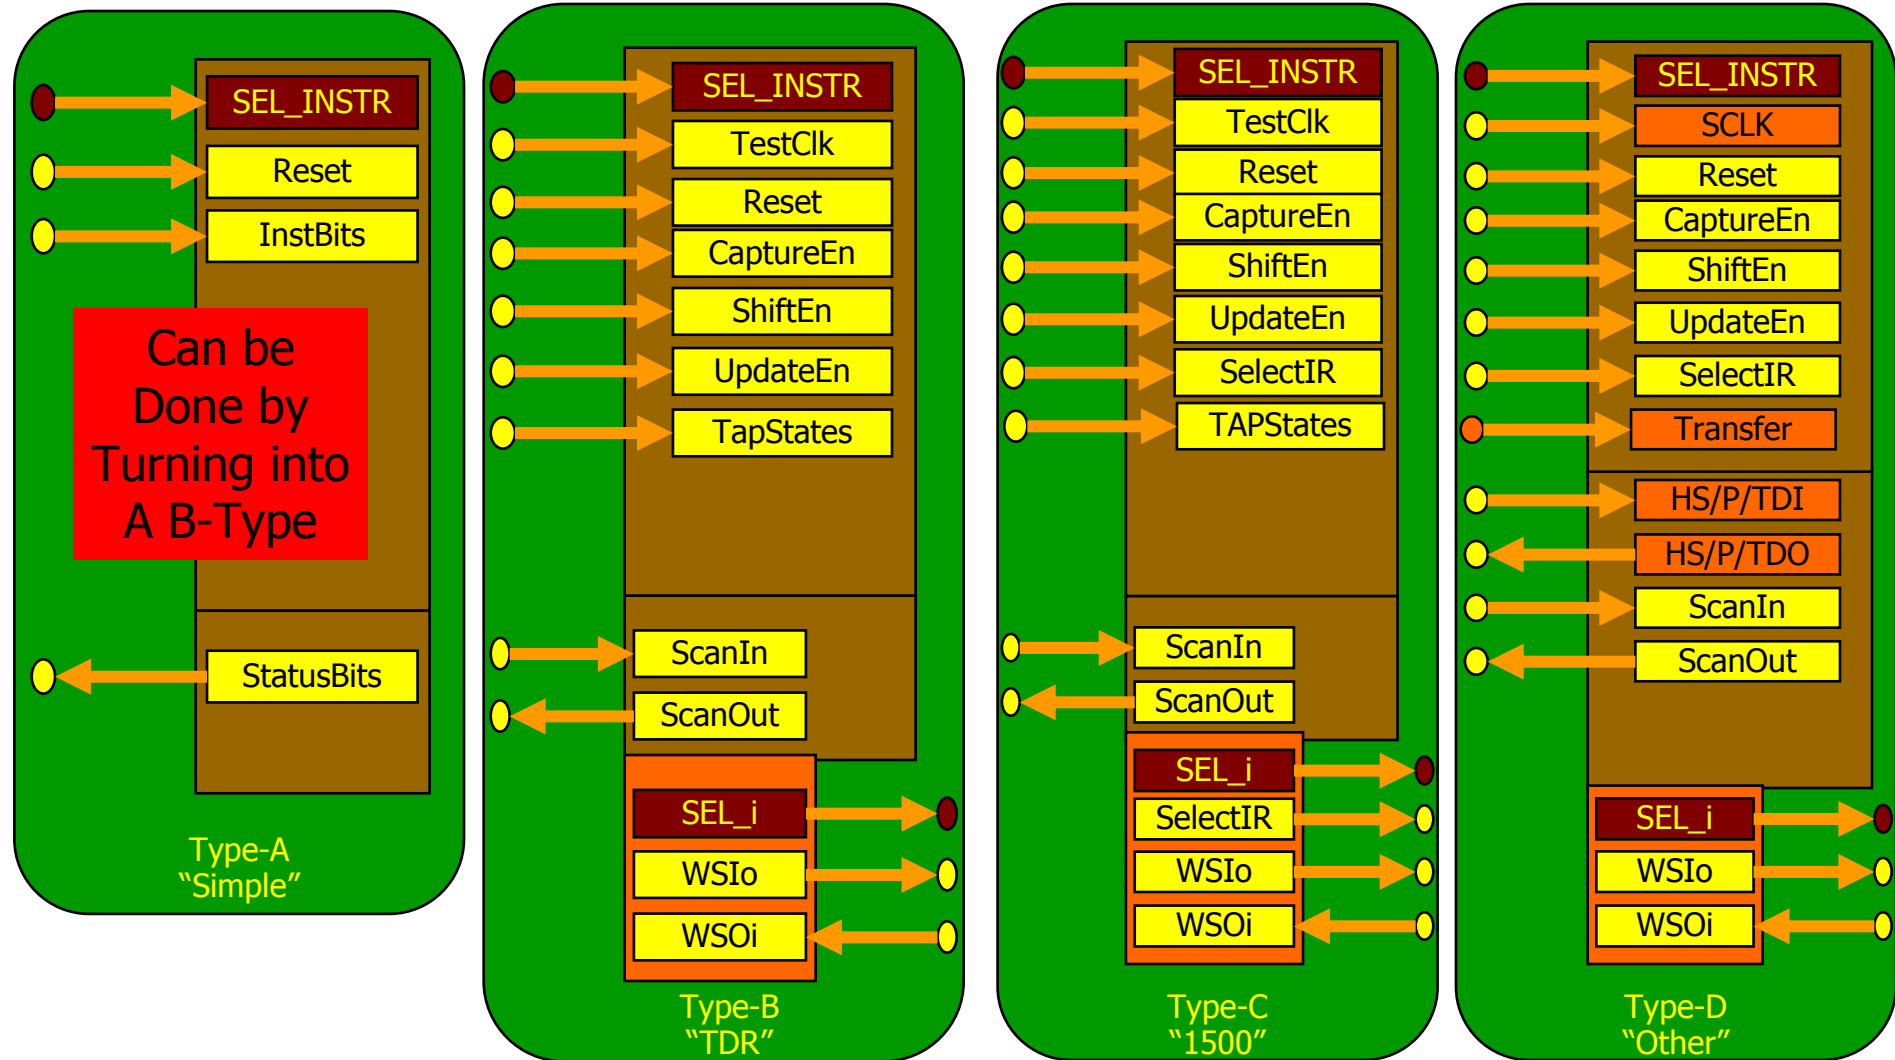 SEL_INSTR
Reset
InstBits
Can be
Done by
Turning into
A B-Type
StatusBits
Type-A
“Simple”
SEL_INSTR
TestClk
Reset
CaptureEn
ShiftEn
UpdateEn
TapStates
ScanIn
ScanOut
SEL_i
WSIo
WSOi
Type-B
“TDR”
SEL_INSTR
TestClk
Reset
CaptureEn
ShiftEn
UpdateEn
SelectIR
TAPStates
ScanIn
ScanOut
SEL_i
SelectIR
WSIo
WSOi
Type-C
“1500”
SEL_INSTR
SCLK
Reset
CaptureEn
ShiftEn
UpdateEn
SelectIR
Transfer
HS/P/TDI
HS/P/TDO
ScanIn
ScanOut
SEL_i
WSIo
WSOi
Type-D
“Other”